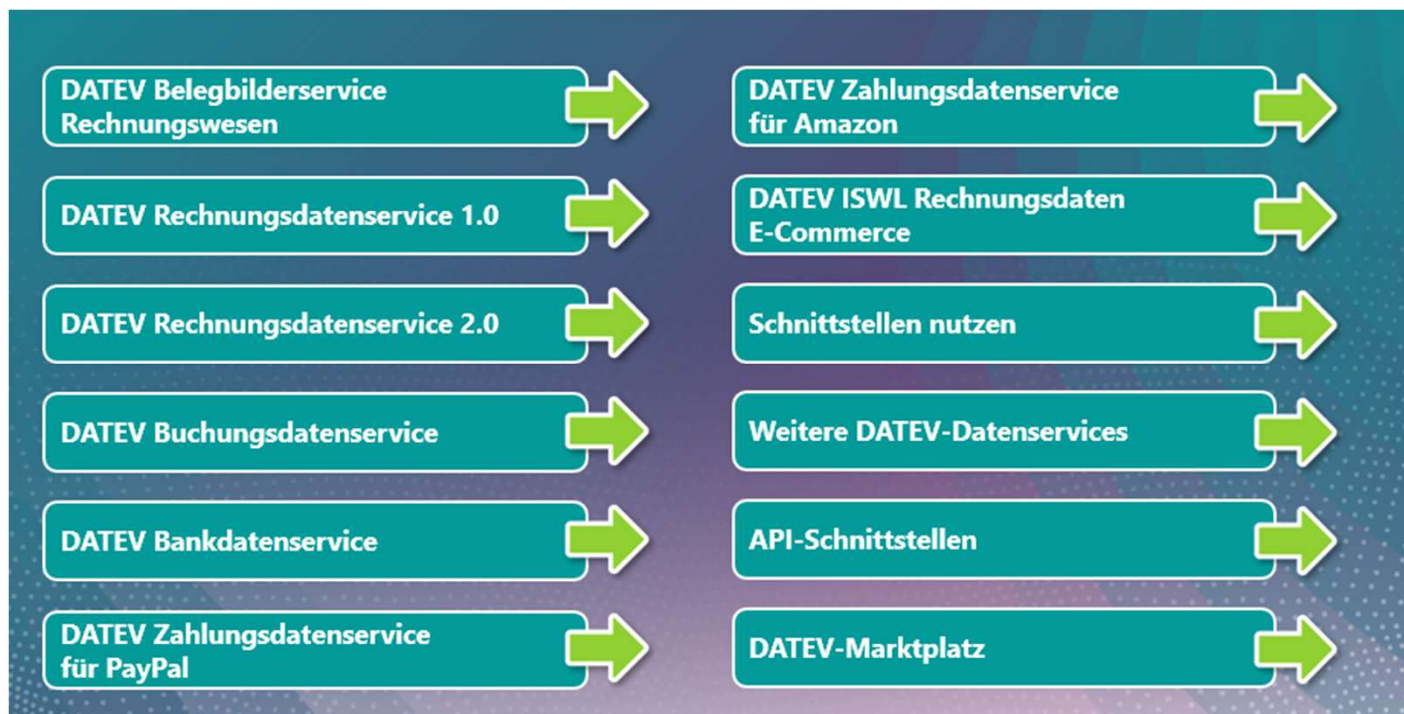 DATEV Belegbilderservice
Rechnungswesen
DATEV Rechnungsdatenservice 1.0
DATEV Rechnungsdatenservice 2.0
DATEV Buchungsdatenservice
DATEV Bankdatenservice
DATEV Zahlungsdatenservice
für PayPal
DATEV Zahlungsdatenservice
für Amazon
DATEV ISWL Rechnungsdaten
E-Commerce
Schnittstellen nutzen
Weitere DATEV-Datenservices
API-Schnittstellen
DATEV-Marktplatz